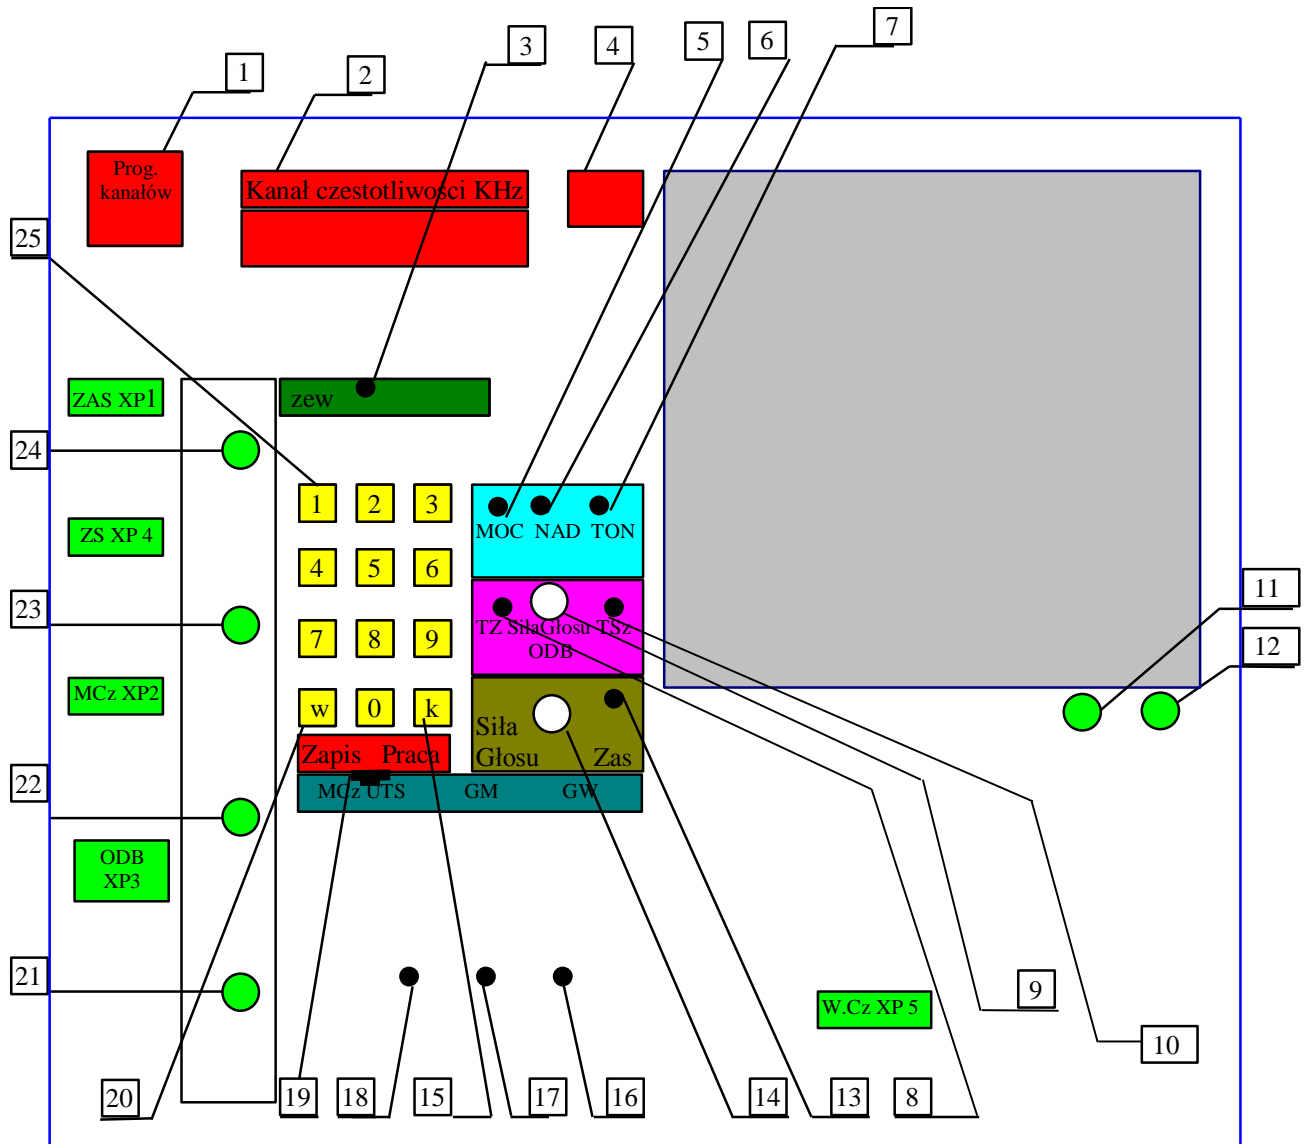 3
4
5
6
7
1
2
Prog.
kanałów
Kanał czestotliwości KHz
25
ZAS XP1
zew
24
1
2
3
MOC NAD TON
ZS XP 4
4
5
6
23
7
8
9
TZ SiłaGłosu TSz
ODB
11
12
MCz XP2
w
0
k
Siła
Głosu
Zas
Zapis Praca
MCz UTS GM GW
22
ODB
XP3
21
W.Cz XP 5
9
10
20
19
18
15
17
16
14
13
8